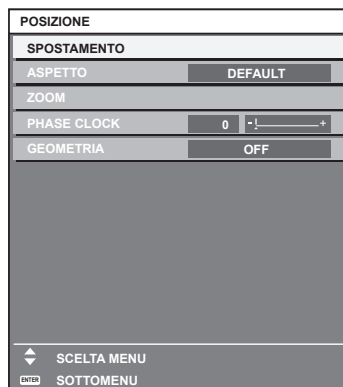 POSIZIONE
SPOSTAMENTO
ASPETTO DEFAULT
ZOOM
PHASE CLOCK 0 - +
GEOMETRIA OFF
SCELTA MENU
ENTER SOTTOMENU